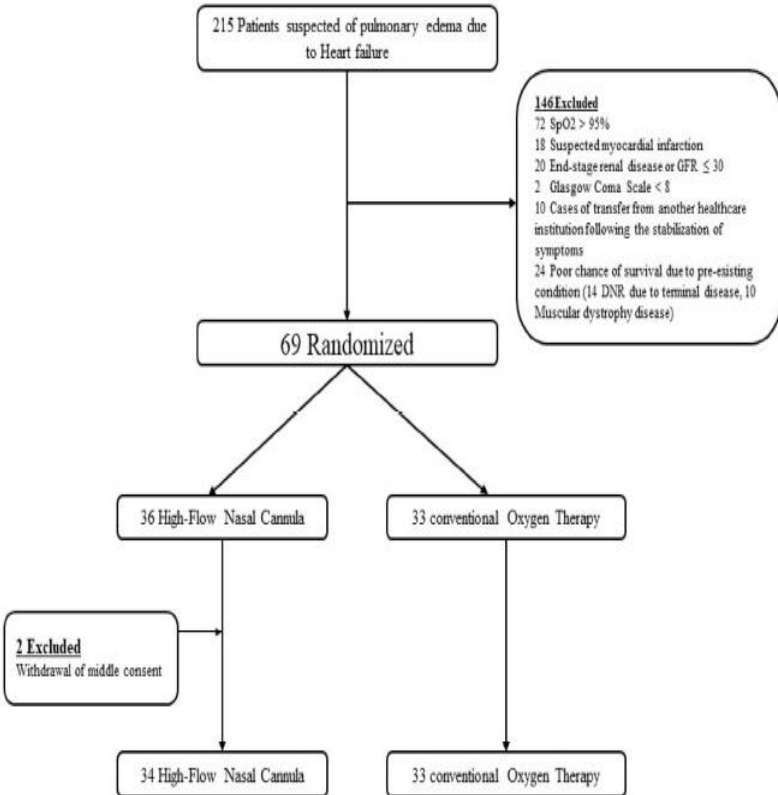 215 Patients suspected of pulmonary edema due
to Heart failure
146 Excluded
72 SpO2 > 95%
18 Suspected myocardial infarction
20 End-stage renal disease or GFR ≤ 30
2 Glasgow Coma Scale < 8
10 Cases of transfer from another healthcare
institution following the stabilization of
symptoms
24 Poor chance of survival due to pre-existing
condition (14 DNR due to terminal disease, 10
Muscular dystrophy disease)
69 Randomized
36 High-Flow Nasal Cannula
33 conventional Oxygen Therapy
2 Excluded
Withdrawal of middle consent
34 High-Flow Nasal Cannula
33 conventional Oxygen Therapy